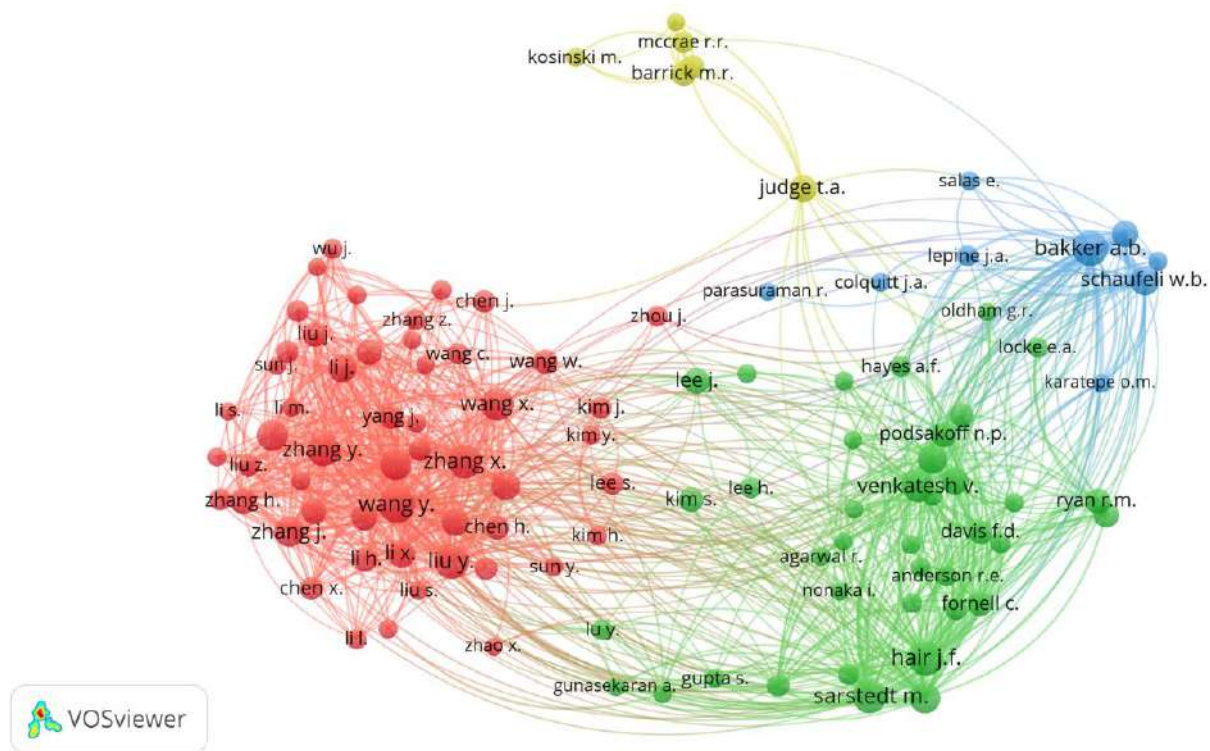 mccrae r.r.
kosinski m.
barrick m.r.
judge t.a.
salas e.
wu j.
bakker a.b.
lepine j.a.
schaufeli w.b.
colquitt j.a.
parasuraman r.
chen j.
oldham g.r.
zhou j.
zhang z.
liu j.
locke e.a.
wang c.
wang w.
sun j.
li j.
hayes a.f.
lee j.
karatepe o.m.
wang x.
kim j.
li s.
li m.
yang j.
kim y.
podsakoff n.p.
zhang y.
zhang x.
liu z.
lee s.
lee h.
venkatesh v.
zhang h.
wang y.
kim s.
ryan r.m.
zhang j.
chen h.
kim h.
davis f.d.
li h.
li x.
liu y.
sun y.
agarwal r.
anderson r.e.
chen x.
liu s.
nonaka i.
fornell c.
li l.
lu y.
zhao x.
hair j.f.
gupta s.
gunasekaran a.
sarstedt m.
VOSviewer